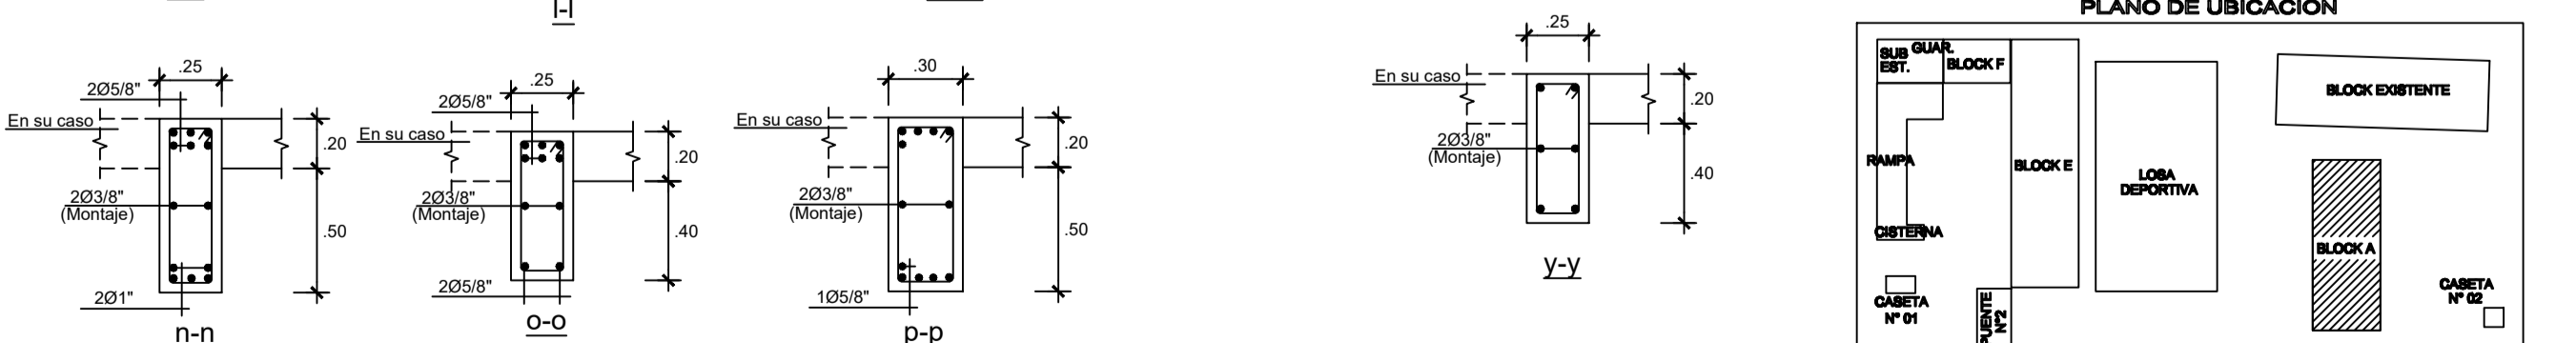 l-l
.25
2Ø5/8"
En su caso
.20
2Ø3/8"
(Montaje)
.50
2Ø1"
n-n
.25
2Ø5/8"
En su caso
.20
2Ø3/8"
(Montaje)
.40
2Ø5/8"
o-o
.30
En su caso
.20
2Ø3/8"
(Montaje)
.50
1Ø5/8"
p-p
.25
En su caso
.20
2Ø3/8"
(Montaje)
.40
y-y
PLANO DE UBICACION
SUB
EST.
GUAR.
BLOCK F
BLOCK EXISTENTE
RAMPA
BLOCK E
LOSA
DEPORTIVA
CISTERNA
BLOCK A
CASETA
N° 01
PUENTE
N°2
CASETA
N° 02